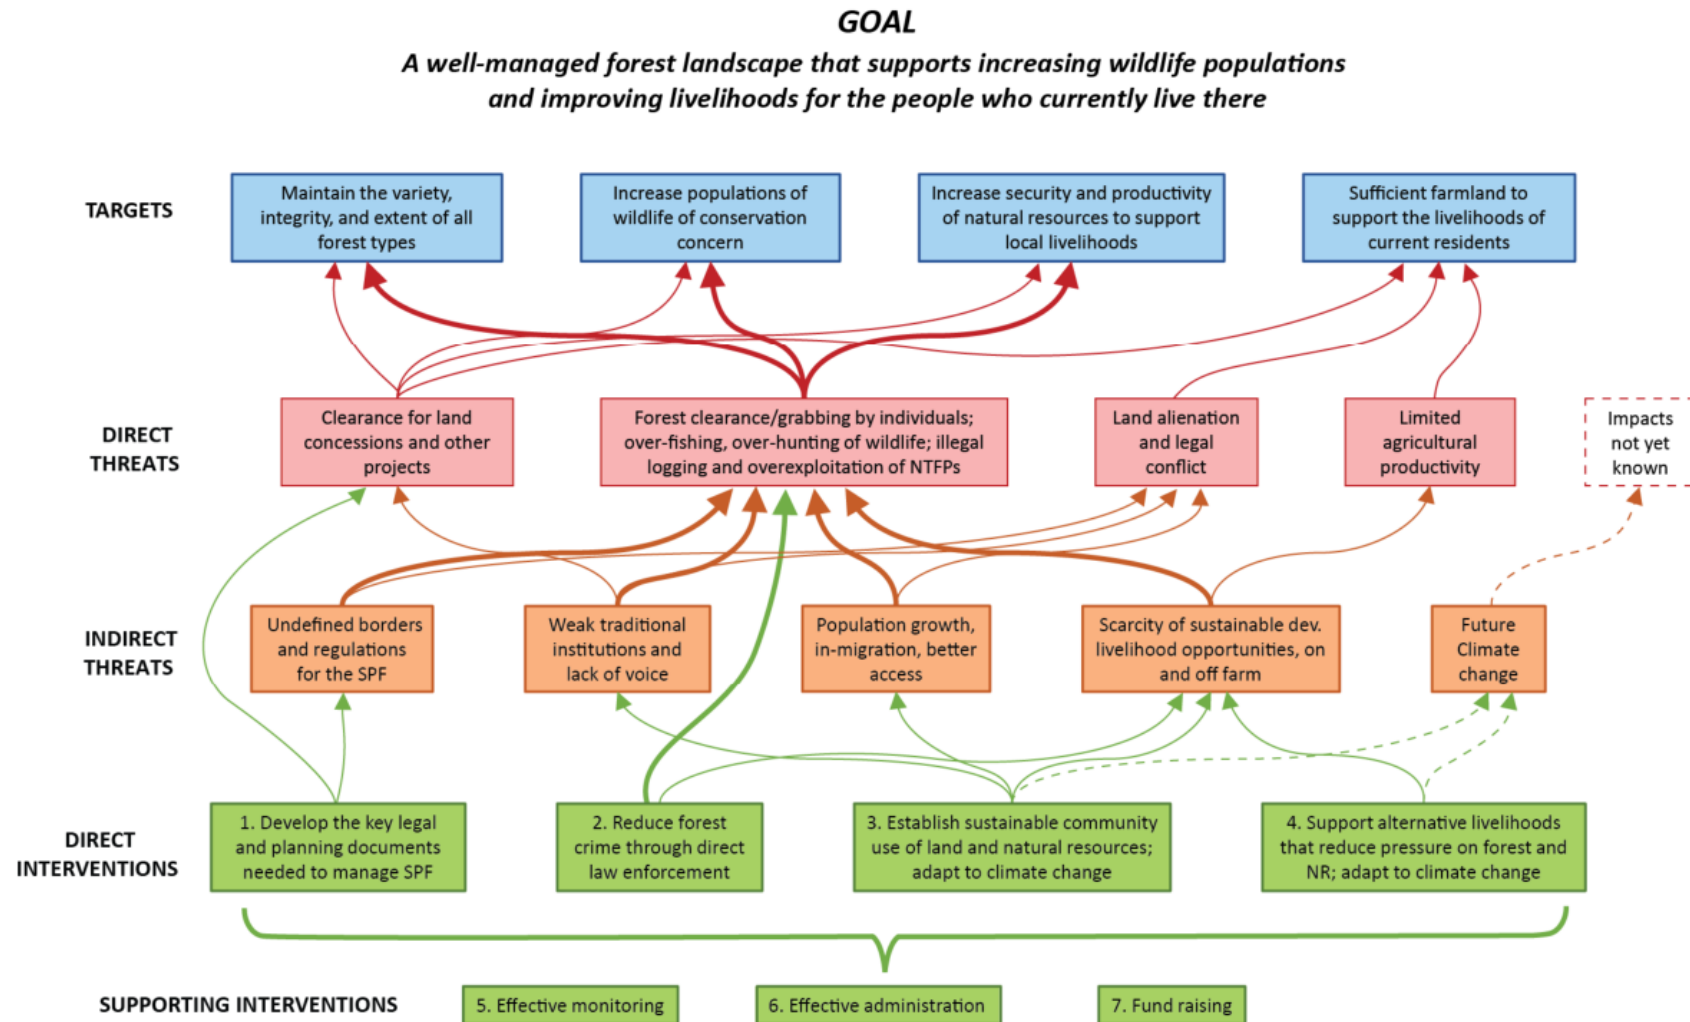 GOAL
A well-managed forest landscape that supports increasing wildlife populations
and improving livelihoods for the people who currently live there
TARGETS
Maintain the variety,
integrity, and extent of all
forest types
Increase populations of
wildlife of conservation
concern
Increase security and productivity
of natural resources to support
local livelihoods
Sufficient farmland to
support the livelihoods of
current residents
DIRECT
THREATS
Clearance for land
concessions and other
projects
Forest clearance/grabbing by individuals;
over-fishing, over-hunting of wildlife; illegal
logging and overexploitation of NTFPs
Land alienation
and legal
conflict
Limited
agricultural
productivity
Impacts
not yet
known
INDIRECT
THREATS
Undefined borders
and regulations
for the SPF
Weak traditional
institutions and
lack of voice
Population growth,
in-migration, better
access
Scarcity of sustainable dev.
livelihood opportunities, on
and off farm
Future
Climate
change
DIRECT
INTERVENTIONS
1. Develop the key legal
and planning documents
needed to manage SPF
2. Reduce forest
crime through direct
law enforcement
3. Establish sustainable community
use of land and natural resources;
adapt to climate change
4. Support alternative livelihoods
that reduce pressure on forest and
NR; adapt to climate change
SUPPORTING INTERVENTIONS
5. Effective monitoring
6. Effective administration
7. Fund raising